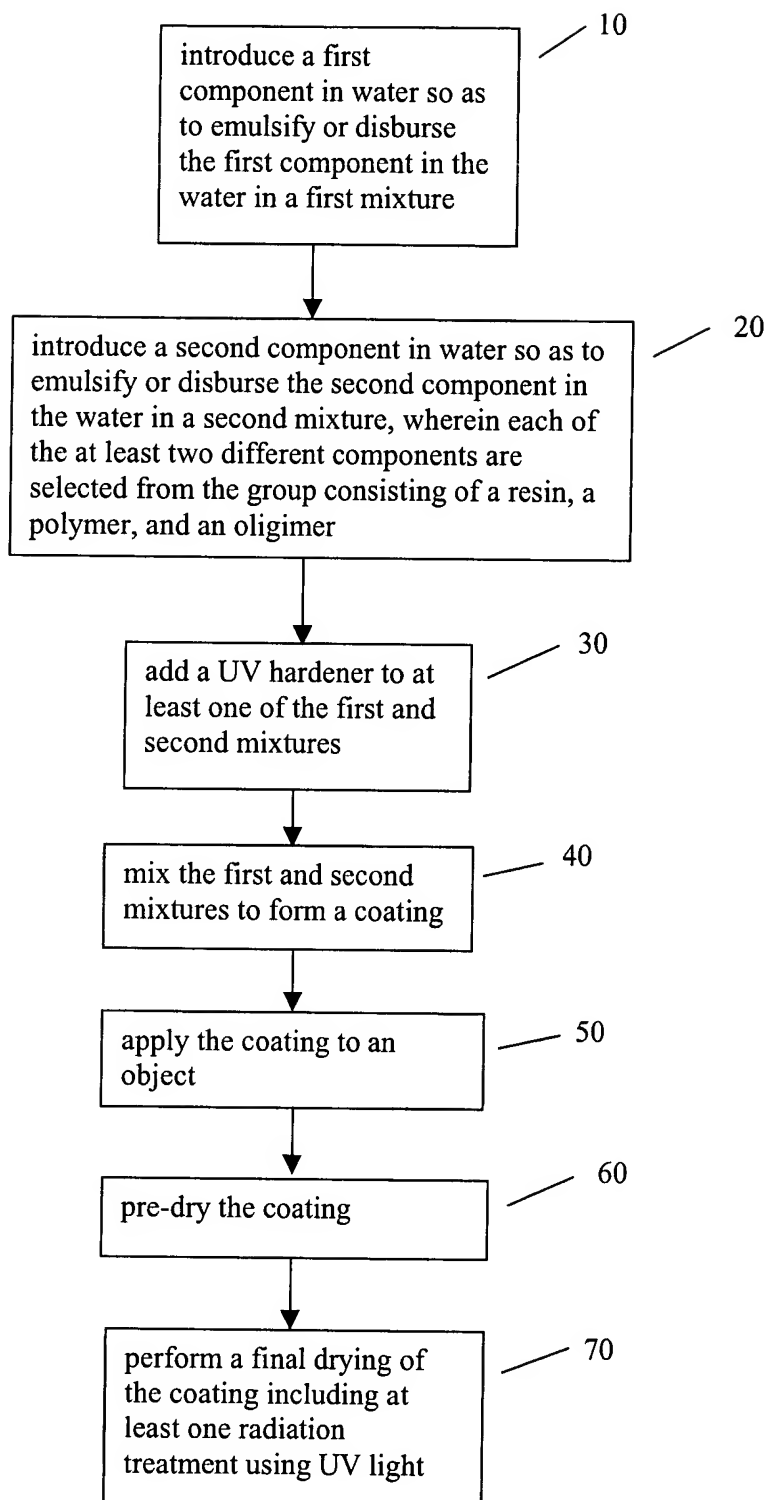 10
introduce a first
component in water so as
to emulsify or disburse
the first component in the
water in a first mixture
20
introduce a second component in water so as to
emulsify or disburse the second component in
the water in a second mixture, wherein each of
the at least two different components are
selected from the group consisting of a resin, a
polymer, and an oligimer
30
add a UV hardener to at
least one of the first and
second mixtures
40
mix the first and second
mixtures to form a coating
50
apply the coating to an
object
60
pre-dry the coating
70
perform a final drying of
the coating including at
least one radiation
treatment using UV light